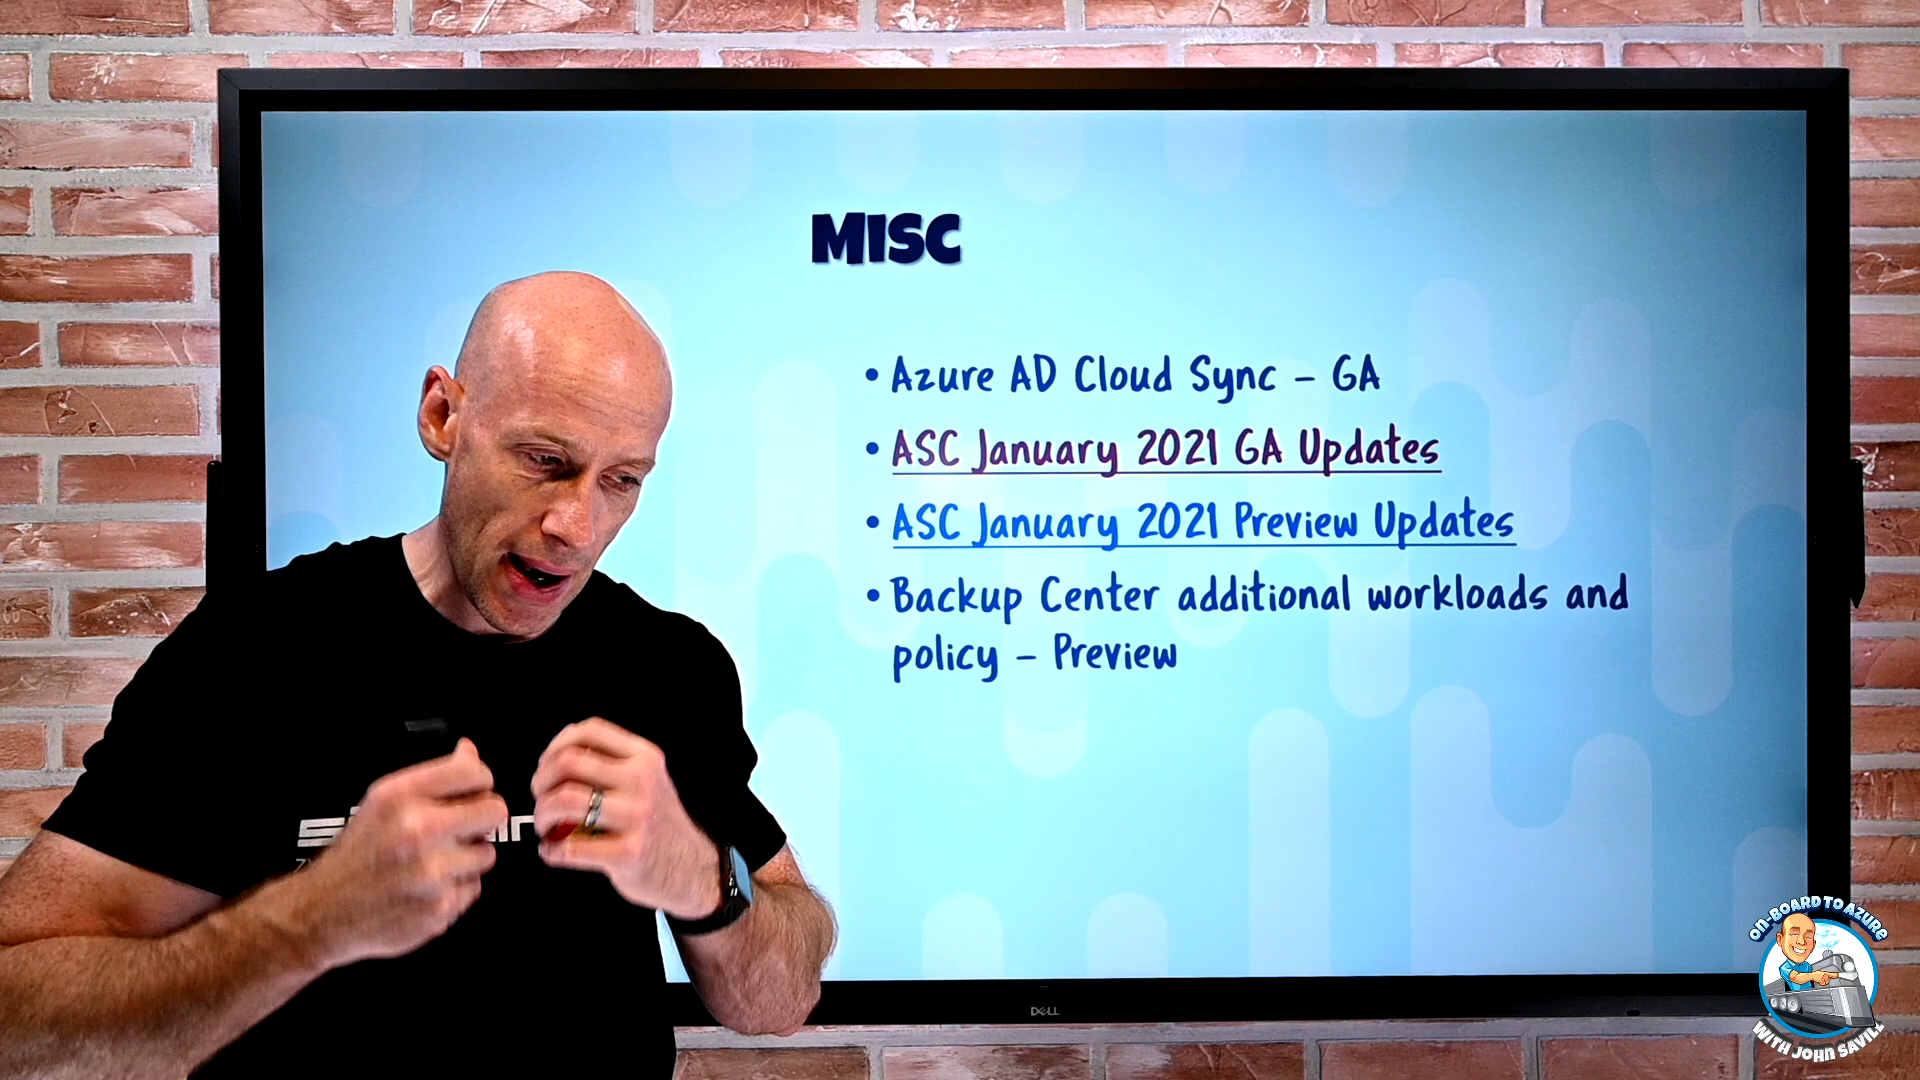 MISC
• Azure AD Cloud Sync – GA
• ASC January 2021 GA Updates
• ASC January 2021 Preview Updates
• Backup Center additional workloads and
policy – Preview
DELL
ON-BOARD TO AZURE
WITH JOHN SAVILL